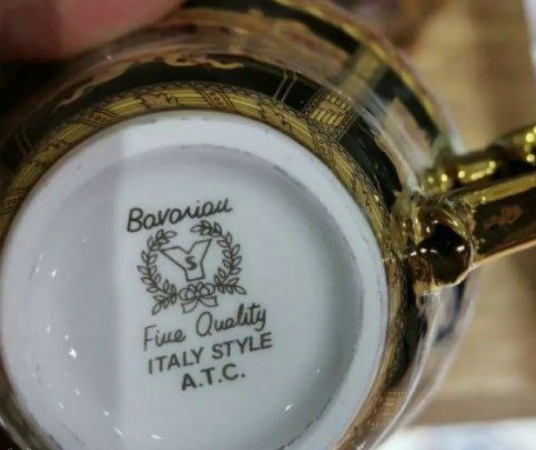 Bavarian
Y
S
Fine Quality
ITALY STYLE
A.T.C.